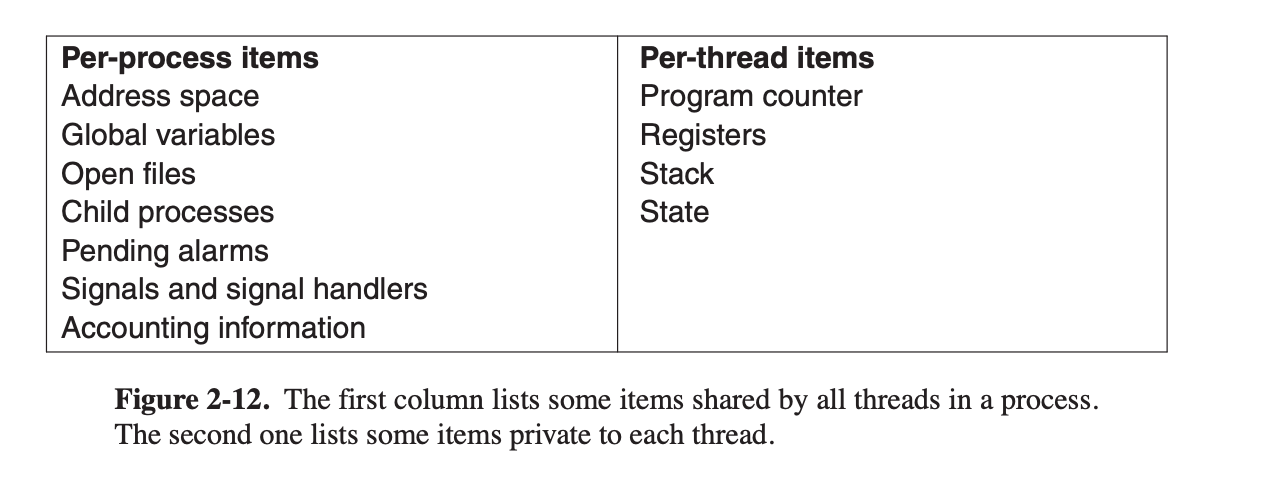 Per-process items
Address space
Global variables
Open files
Child processes
Pending alarms
Signals and signal handlers
Accounting information
Per-thread items
Program counter
Registers
Stack
State
Figure 2-12. The first column lists some items shared by all threads in a process.
The second one lists some items private to each thread.